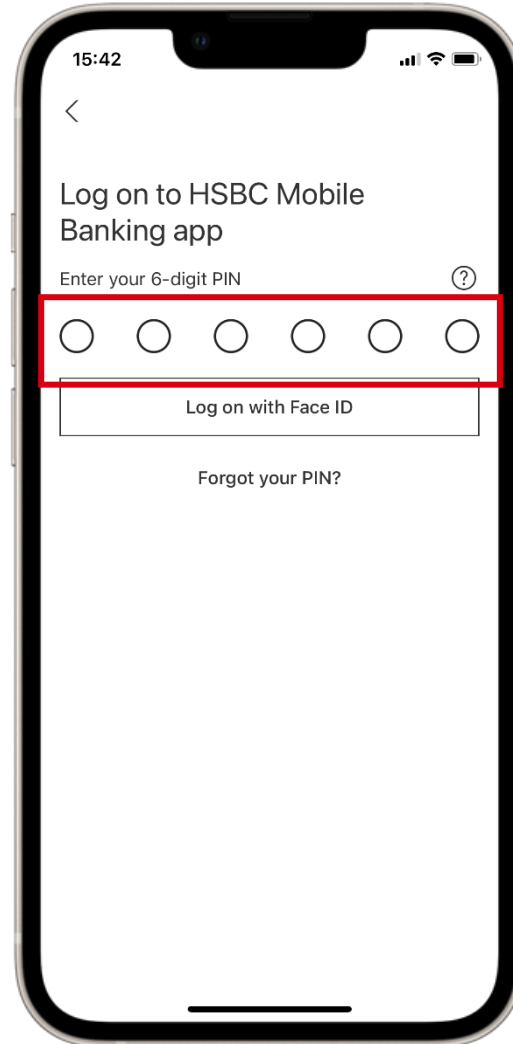 15:42
Log on to HSBC Mobile
Banking app
Enter your 6-digit PIN
?
Log on with Face ID
Forgot your PIN?